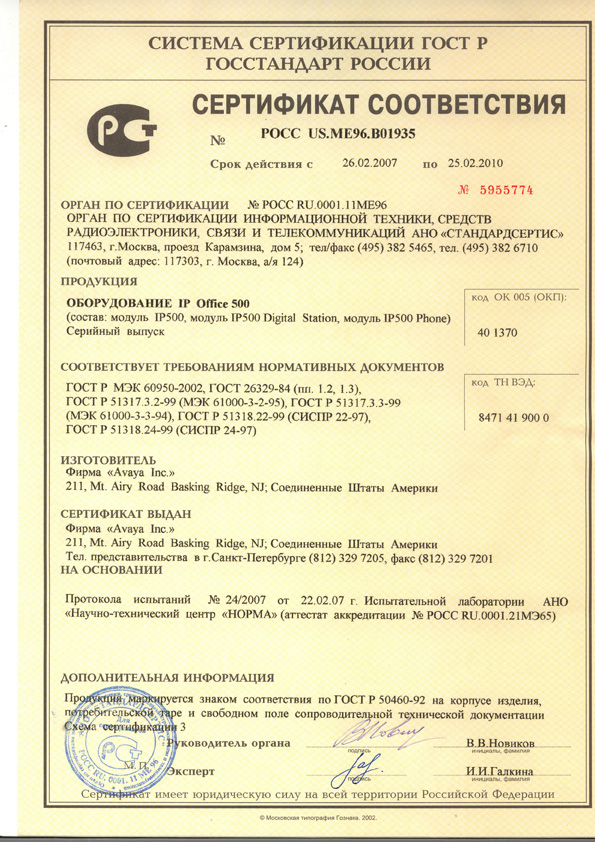 СИСТЕМА СЕРТИФИКАЦИИ ГОСТ Р
ГОССТАНДАРТ РОССИИ
РСТ
СЕРТИФИКАТ СООТВЕТСТВИЯ
№ РОСС US.ME96.B01935
Срок действия с 26.02.2007 по 25.02.2010
№ 5955774
ОРГАН ПО СЕРТИФИКАЦИИ № РОСС RU.0001.11МЕ96
ОРГАН ПО СЕРТИФИКАЦИИ ИНФОРМАЦИОННОЙ ТЕХНИКИ, СРЕДСТВ
РАДИОЭЛЕКТРОНИКИ, СВЯЗИ И ТЕЛЕКОММУНИКАЦИЙ АНО «СТАНДАРДСЕРТИС»
117463, г.Москва, проезд Карамзина, дом 5; тел/факс (495) 382 5465, тел. (495) 382 6710
(почтовый адрес: 117303, г. Москва, а/я 124)
ПРОДУКЦИЯ
ОБОРУДОВАНИЕ IP Office 500
(состав: модуль IP500, модуль IP500 Digital Station, модуль IP500 Phone)
Серийный выпуск
код ОК 005 (ОКП):
40 1370
СООТВЕТСТВУЕТ ТРЕБОВАНИЯМ НОРМАТИВНЫХ ДОКУМЕНТОВ
ГОСТ Р МЭК 60950-2002, ГОСТ 26329-84 (пп. 1.2, 1.3),
ГОСТ Р 51317.3.2-99 (МЭК 61000-3-2-95), ГОСТ Р 51317.3.3-99
(МЭК 61000-3-3-94), ГОСТ Р 51318.22-99 (СИСПР 22-97),
ГОСТ Р 51318.24-99 (СИСПР 24-97)
код ТН ВЭД:
8471 41 900 0
ИЗГОТОВИТЕЛЬ
Фирма «Avaya Inc.»
211, Mt. Airy Road Basking Ridge, NJ; Соединенные Штаты Америки
СЕРТИФИКАТ ВЫДАН
Фирма «Avaya Inc.»
211, Mt. Airy Road Basking Ridge, NJ; Соединенные Штаты Америки
Тел. представительства в г.Санкт-Петербурге (812) 329 7205, факс (812) 329 7201
НА ОСНОВАНИИ
Протокола испытаний № 24/2007 от 22.02.07 г. Испытательной лаборатории АНО
«Научно-технический центр «НОРМА» (аттестат аккредитации № РОСС RU.0001.21МЭ65)
ДОПОЛНИТЕЛЬНАЯ ИНФОРМАЦИЯ
Продукция маркируется знаком соответствия по ГОСТ Р 50460-92 на корпусе изделия,
потребительской таре и свободном поле сопроводительной технической документации
Схема сертификации 3
Руководитель органа
подпись
В.В.Новиков
инициалы, фамилия
М.П.
Эксперт
подпись
И.И.Галкина
инициалы, фамилия
РОСС RU. 0001. 11 МЕ 96
Для
РСТ
Сертификат имеет юридическую силу на всей территории Российской Федерации
© Московская типография Гознака. 2002.